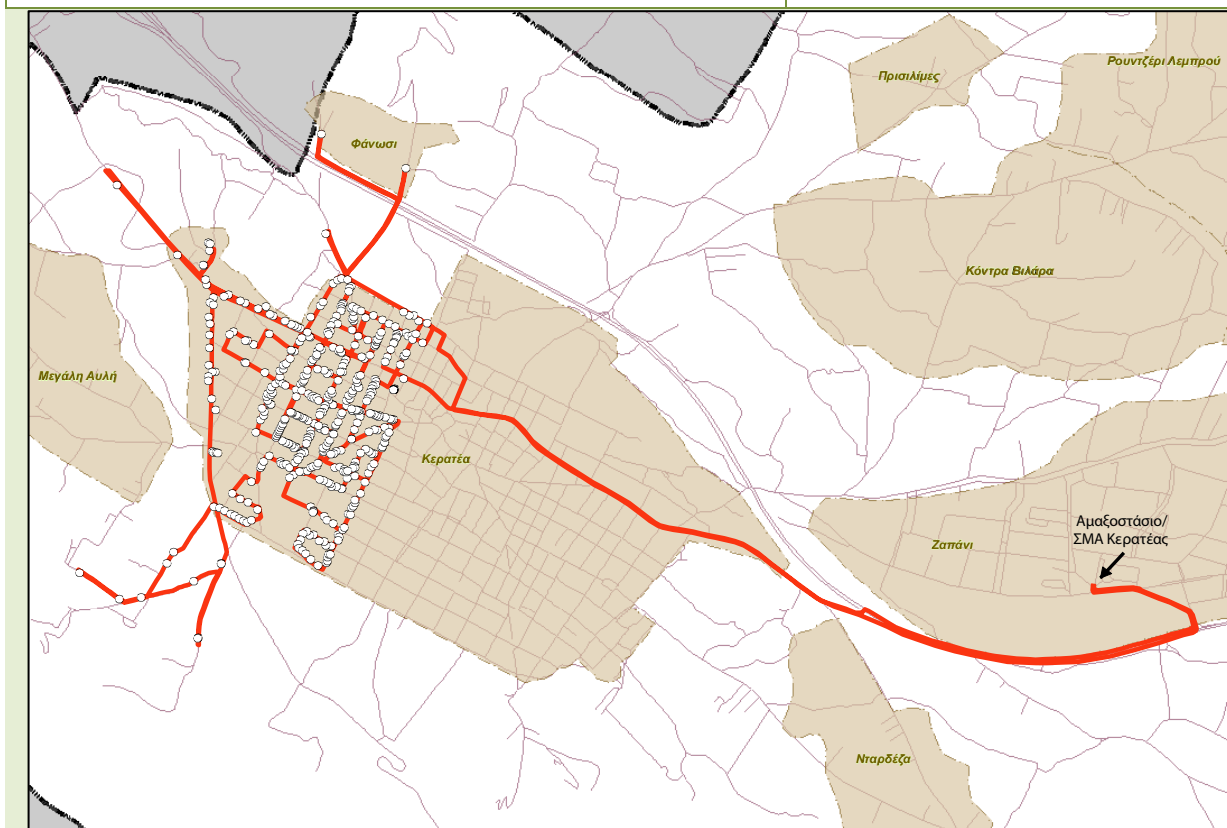 Ρουντζέρι Λεμπρού
Πρισιλίμες
Φάνωσι
Κόντρα Βιλάρα
Μεγάλη Αυλή
Κερατέα
Αμαξοστάσιο/
ΣΜΑ Κερατέας
Ζαπάνι
Νταρδέζα